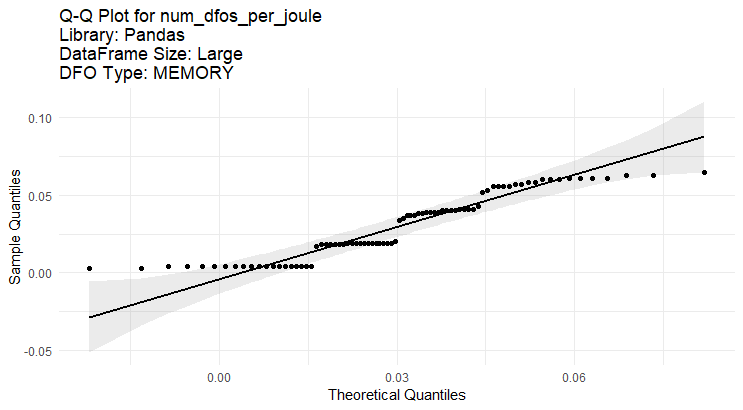 Q-Q Plot for num_dfos_per_joule
Library: Pandas
DataFrame Size: Large
DFO Type: MEMORY
0.10
0.05
0.00
-0.05
Sample Quantiles
0.00
0.03
0.06
Theoretical Quantiles